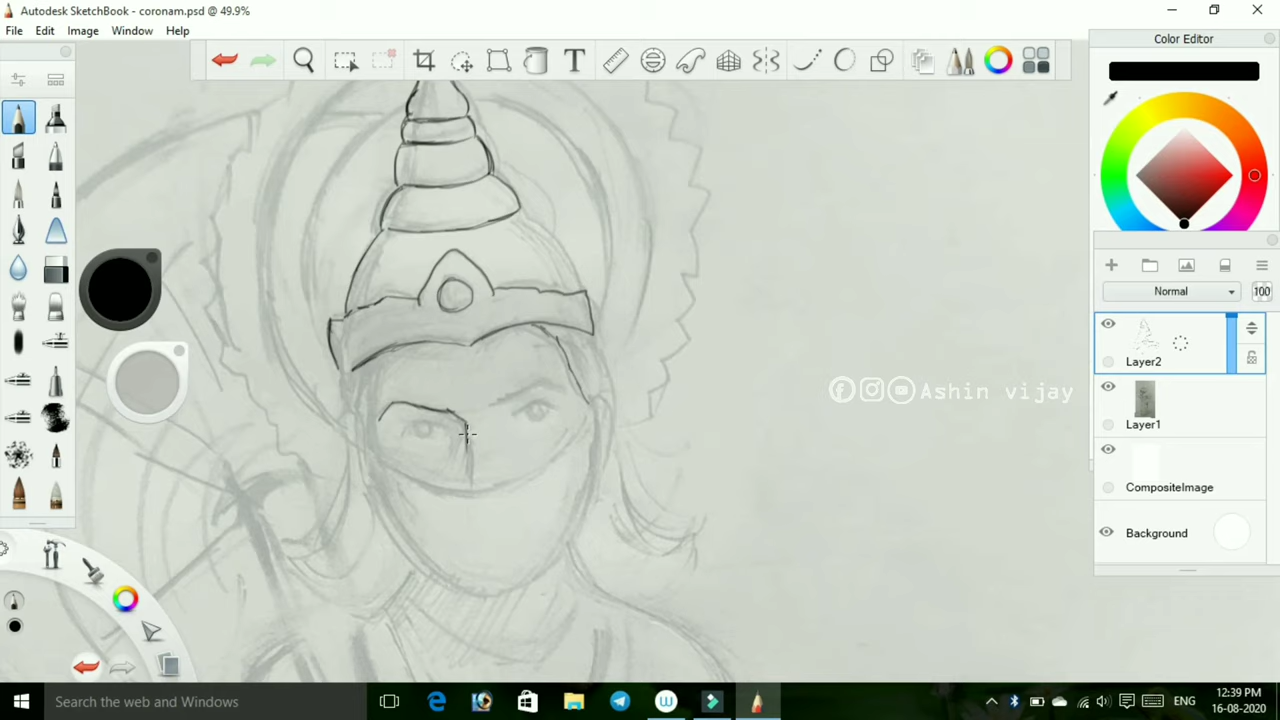 Autodesk SketchBook - coronam.psd @ 49.9%
File Edit Image Window Help
Color Editor
Normal
100
Layer2
Layer1
CompositeImage
Background
Ashin vijay
Search the web and Windows
ENG
12:39 PM
16-08-2020